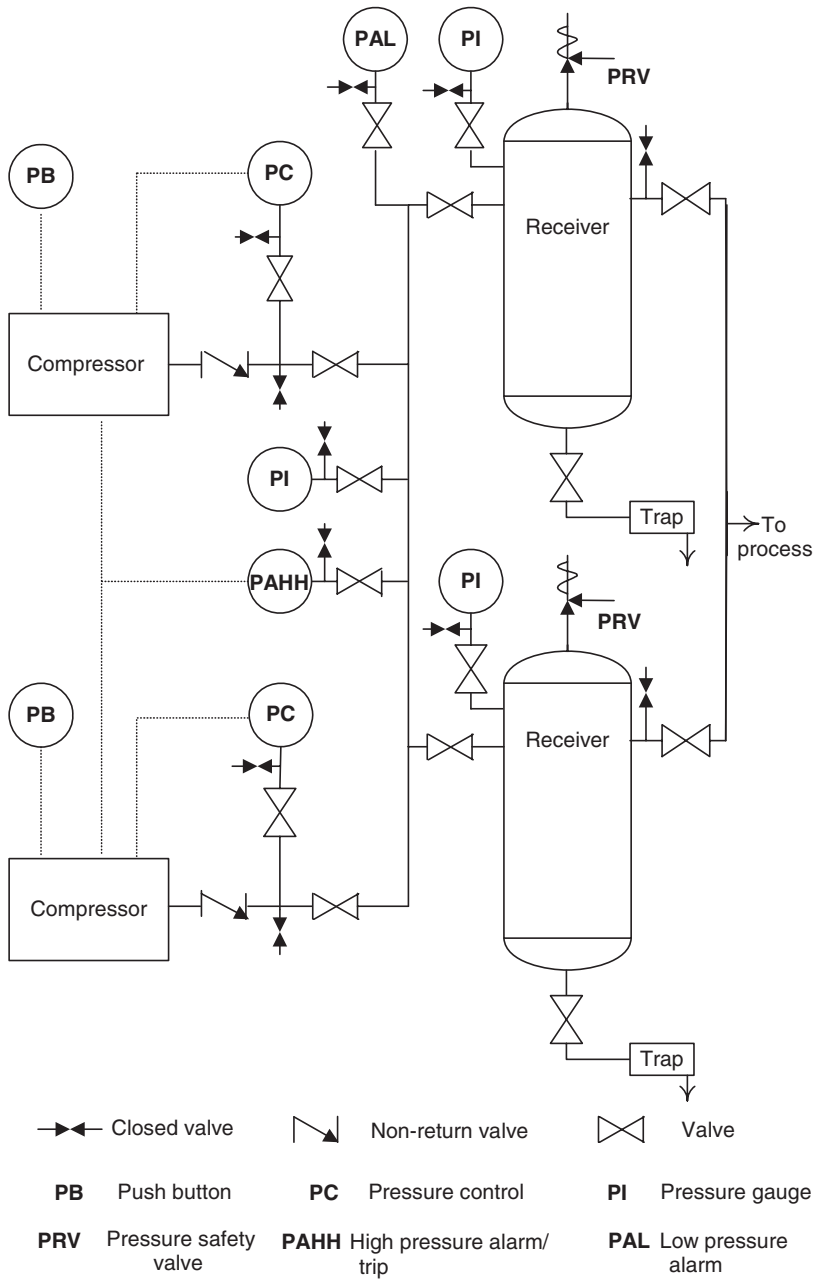 PAL
PI
PRV
PB
PC
Receiver
Compressor
PI
Trap
To
process
PAHH
PI
PRV
PB
PC
Receiver
Compressor
Trap
Closed valve
Non-return valve
Valve
PB Push button
PC Pressure control
PI Pressure gauge
PRV Pressure safety
valve
PAHH High pressure alarm/
trip
PAL Low pressure
alarm